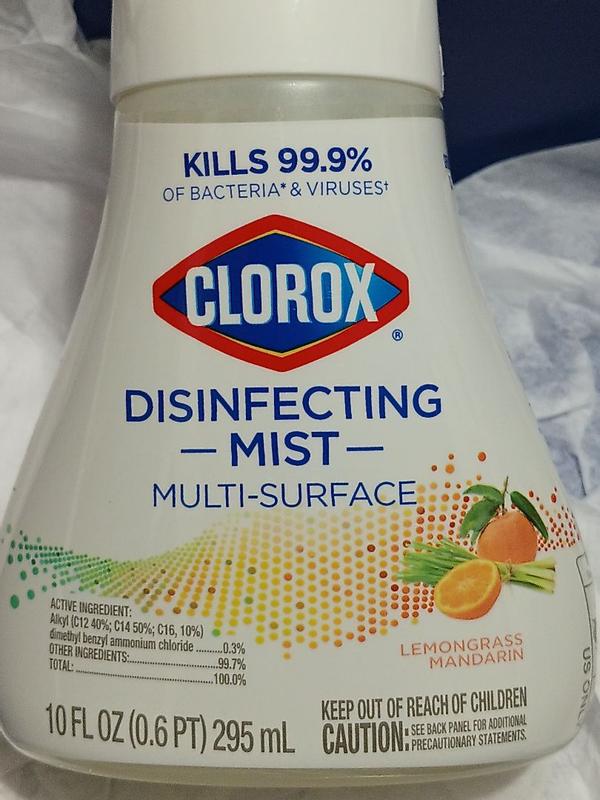 KILLS 99.9%
OF BACTERIA* & VIRUSES†
CLOROX®
DISINFECTING
— MIST —
MULTI-SURFACE
ACTIVE INGREDIENT:
Alkyl (C12 40%; C14 50%; C16, 10%)
dimethyl benzyl ammonium chloride ..........0.3%
OTHER INGREDIENTS:..........................99.7%
TOTAL: ..................................................100.0%
LEMONGRASS
MANDARIN
10 FL OZ (0.6 PT) 295 mL
KEEP OUT OF REACH OF CHILDREN
CAUTION: SEE BACK PANEL FOR ADDITIONAL
PRECAUTIONARY STATEMENTS.